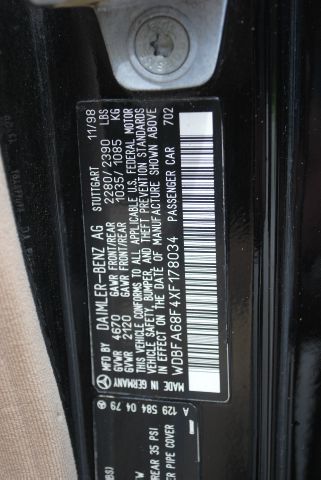 DAIMLER-BENZ AG STUTTGART 11/98
GVWR 4670 GAWR FRONT/REAR 2280/2390 LBS
GVWR 2120 GAWR FRONT/REAR 1035/1085 KG
THIS VEHICLE CONFORMS TO ALL APPLICABLE U.S. FEDERAL MOTOR
VEHICLE SAFETY, BUMPER, AND THEFT PREVENTION STANDARDS
IN EFFECT ON THE DATE OF MANUFACTURE SHOWN ABOVE
WDBFA68F4XF178034 PASSENGER CAR 702
MADE IN GERMANY
A 129 584 04 79
REAR 35 PSI
ER PIPE COVER